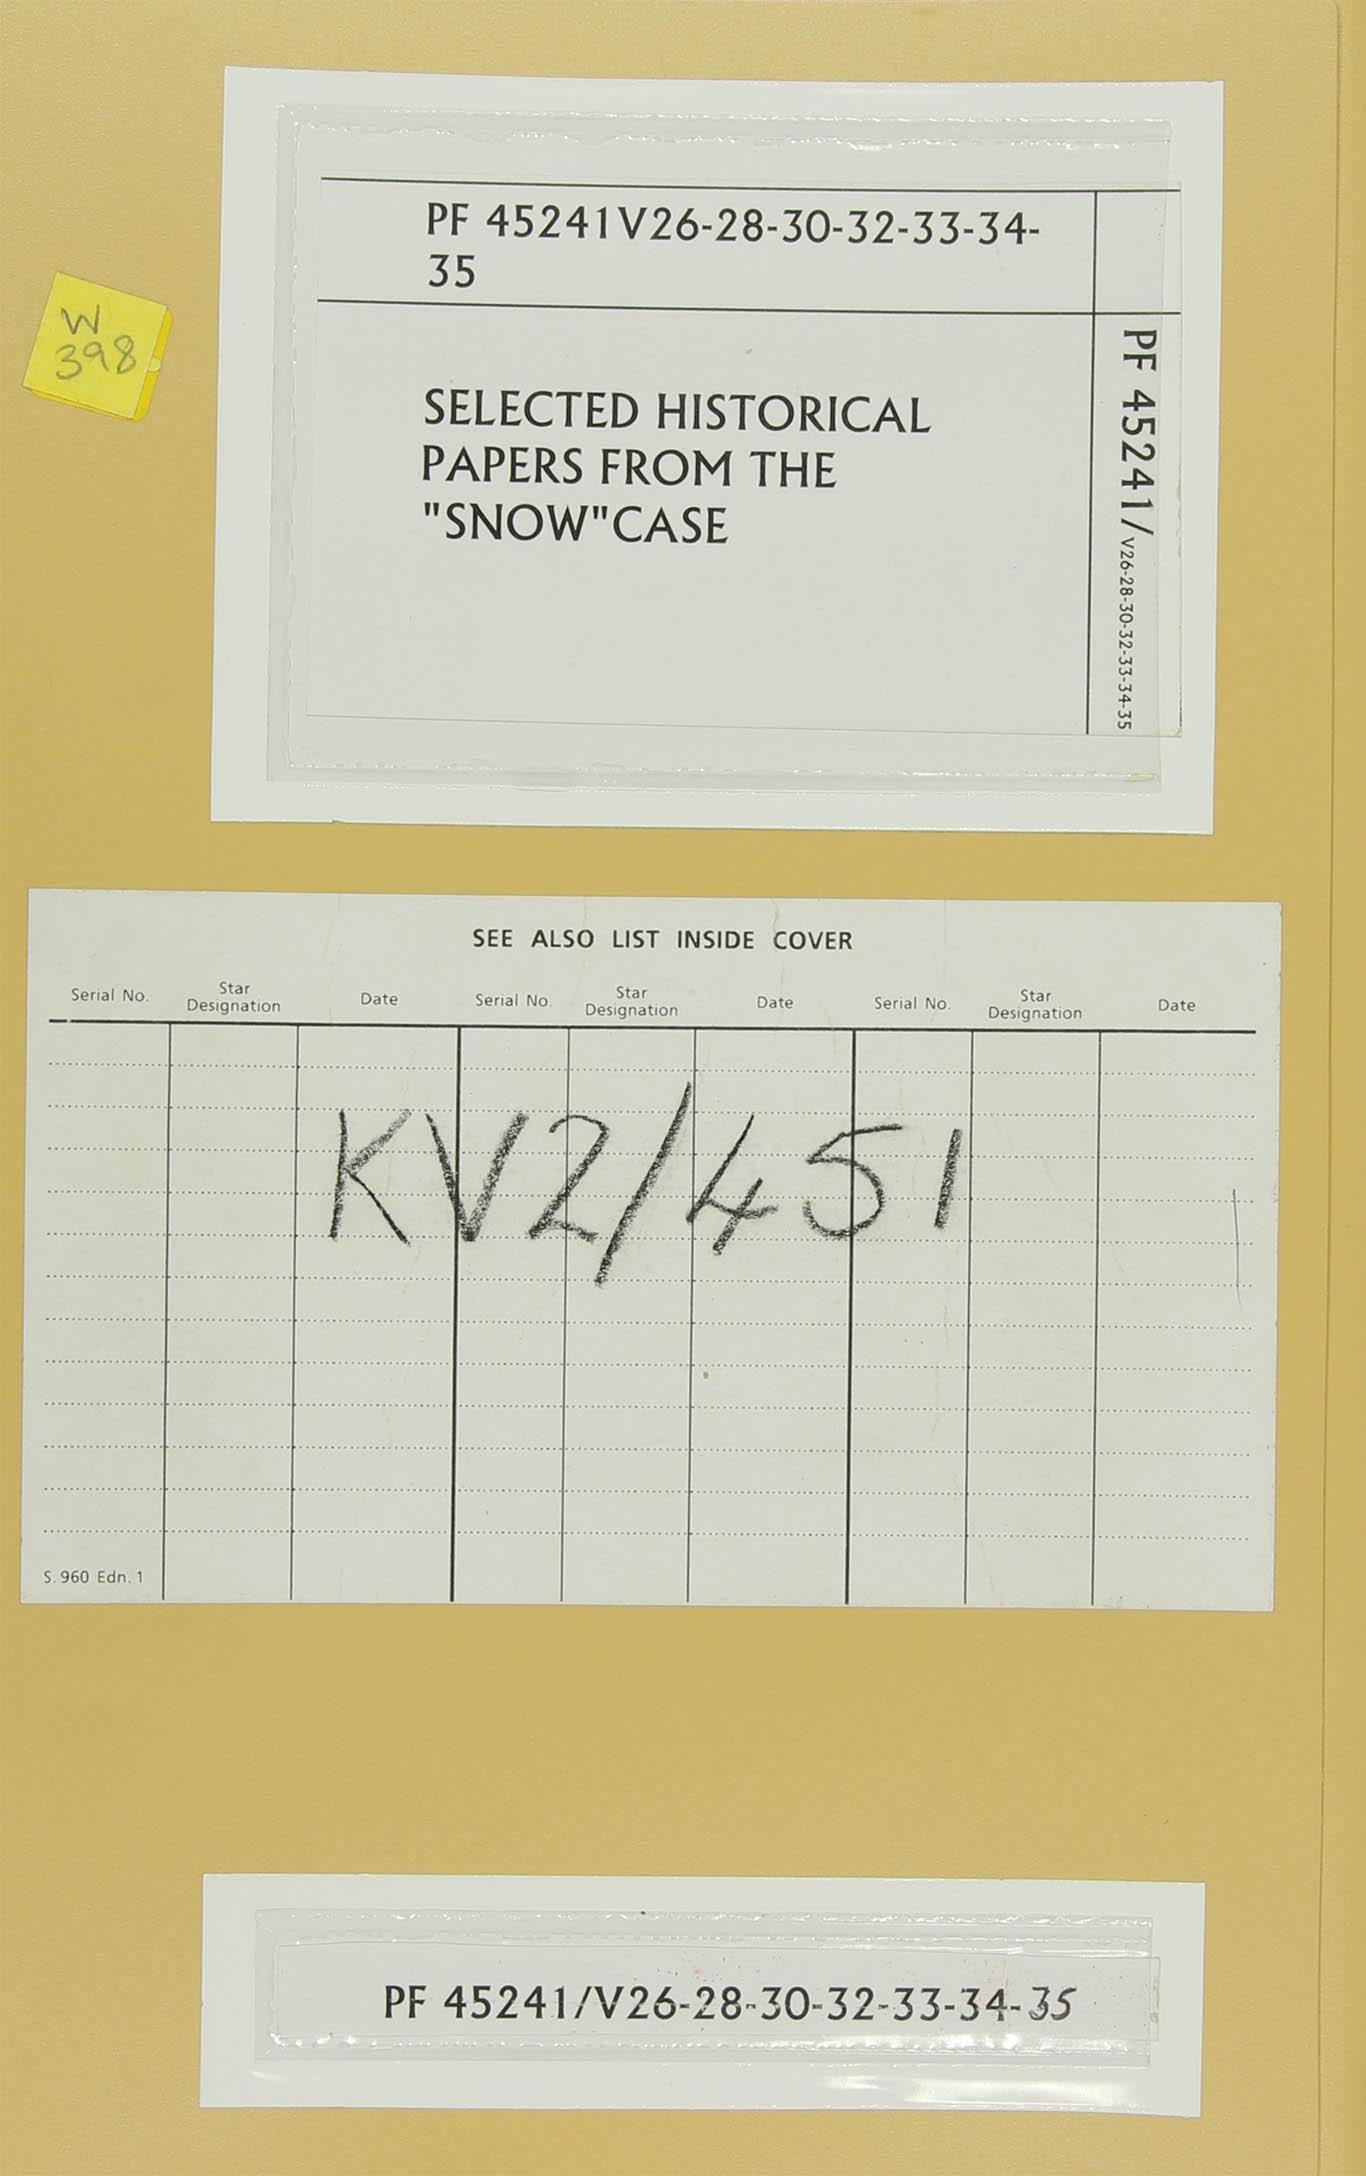 PF 45241V26-28-30-32-33-34-
35
W
398
SELECTED HISTORICAL
PAPERS FROM THE
"SNOW"CASE
PF 45241/V26-28-30-32-33-34-35
SEE ALSO LIST INSIDE COVER
Serial No. Star Designation Date Serial No. Star Designation Date Serial No. Star Designation Date
KV2/451
S. 960 Edn. 1
PF 45241/V26-28-30-32-33-34-35